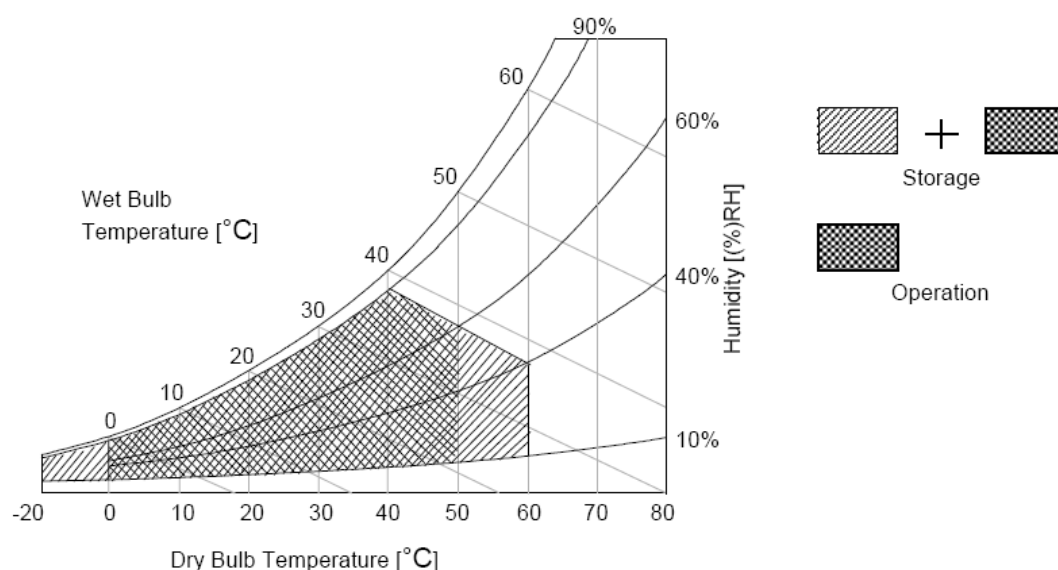 90%
60
60%
+
Storage
50
Wet Bulb
Temperature [°C]
40
40%
Operation
30
Humidity [(%)RH]
20
10
0
10%
-20 0 10 20 30 40 50 60 70 80
Dry Bulb Temperature [°C]